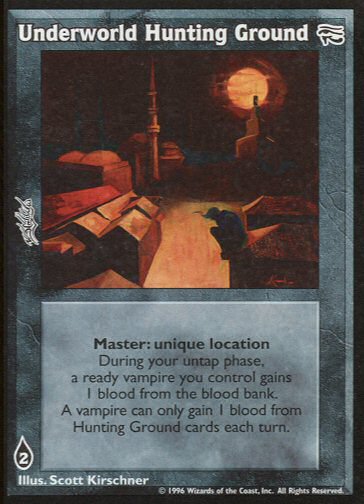 Underworld Hunting Ground
Master: unique location
During your untap phase,
a ready vampire you control gains
1 blood from the blood bank.
A vampire can only gain 1 blood from
Hunting Ground cards each turn.
2
Illus. Scott Kirschner
© 1996 Wizards of the Coast, Inc. All Rights Reserved.